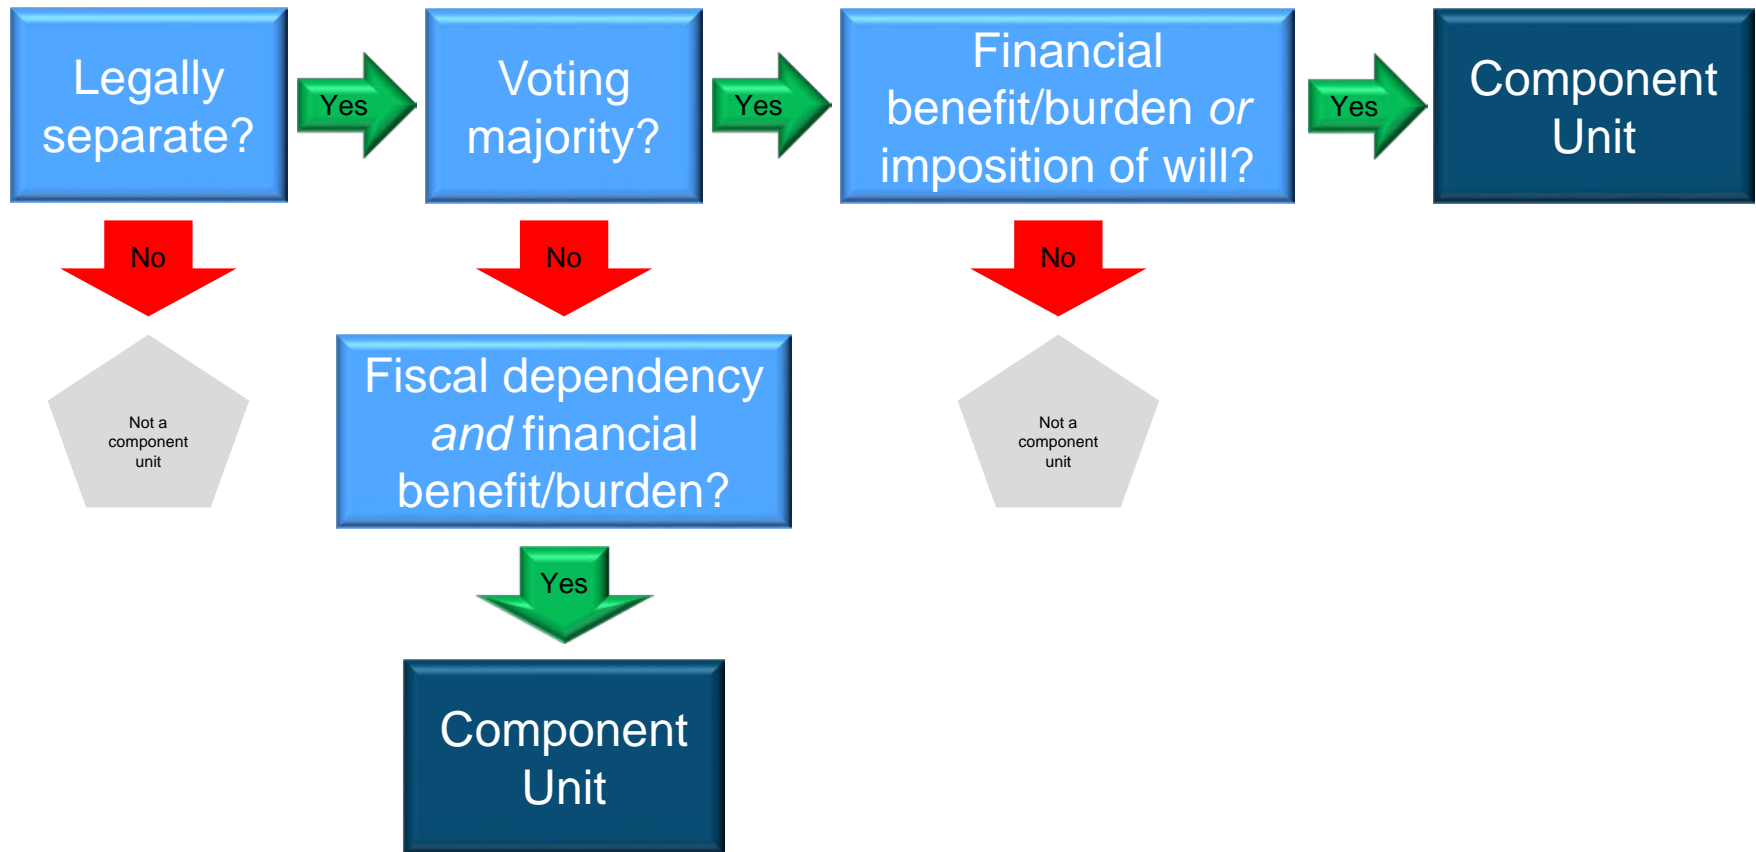 Legally
separate?
Yes
Voting
majority?
Yes
Financial
benefit/burden or
imposition of will?
Yes
Component
Unit
No
No
No
Not a
component
unit
Fiscal dependency
and financial
benefit/burden?
Not a
component
unit
Yes
Component
Unit